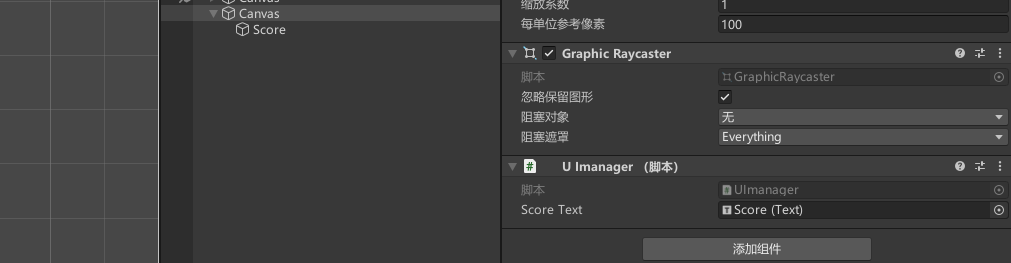 Canvas
Canvas
Score
缩放系数 1
每单位参考像素 100
Graphic Raycaster
脚本 GraphicRaycaster
忽略保留图形
阻塞对象 无
阻塞遮罩 Everything
# U Imanager （脚本）
脚本 UImanager
Score Text Score (Text)
添加组件